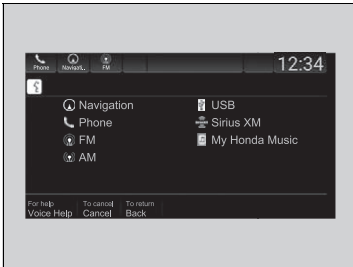 Phone Navigati.. FM 12:34
Navigation
Phone
FM
AM
USB
Sirius XM
My Honda Music
For help To cancel To return
Voice Help Cancel Back